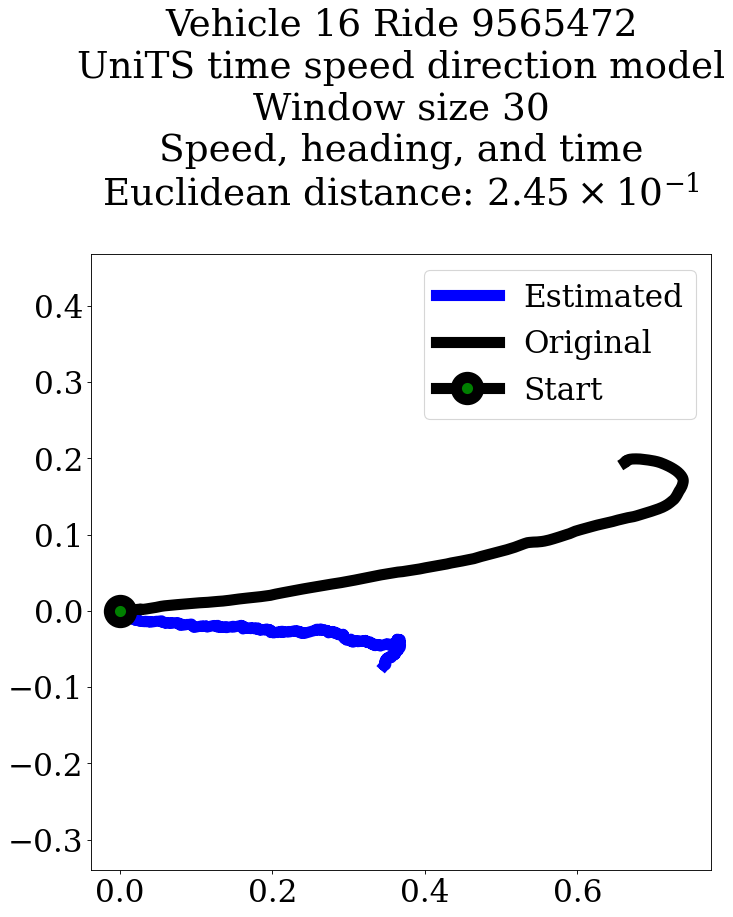 Vehicle 16 Ride 9565472
UniTS time speed direction model
Window size 30
Speed, heading, and time
Euclidean distance: 2.45 × 10⁻¹
Estimated
Original
Start
0.4
0.3
0.2
0.1
0.0
−0.1
−0.2
−0.3
0.0 0.2 0.4 0.6